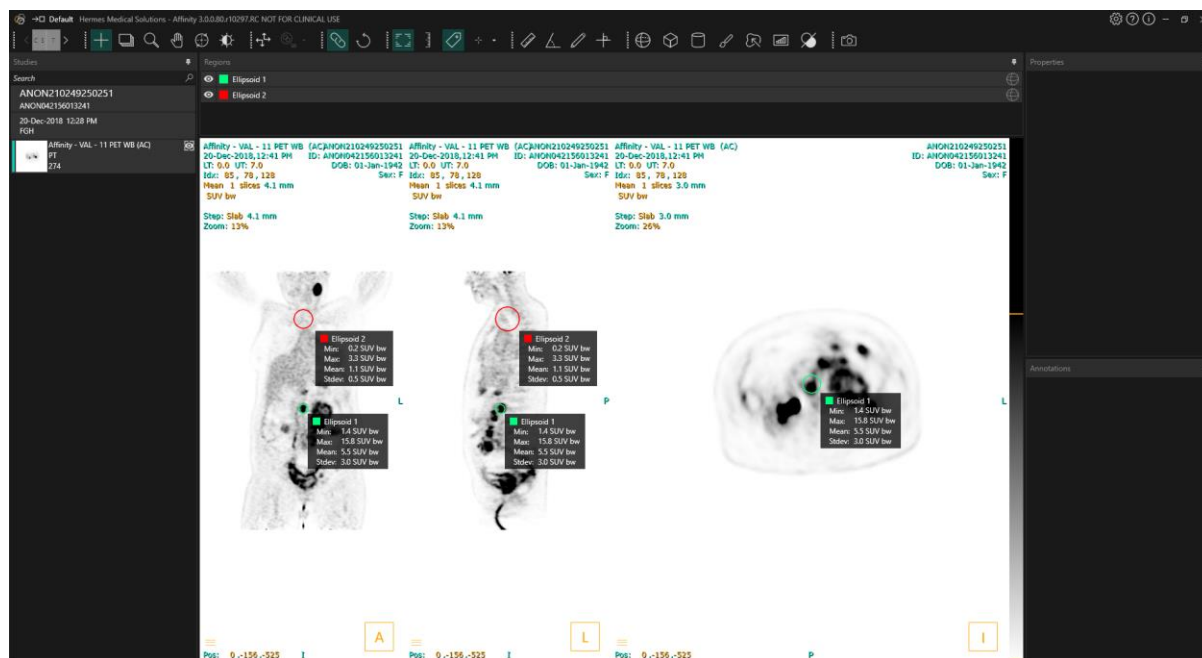 Default Hermes Medical Solutions - Affinity 3.0.0.80.r10297.RC NOT FOR CLINICAL USE
Studies
Regions
Properties
Search
Ellipsoid 1
Ellipsoid 2
ANON210249250251
ANON042156013241
20-Dec-2018 12:28 PM
FGH
Affinity - VAL - 11 PET WB (AC)
PT
274
Affinity - VAL - 11 PET WB (AC)
ANON210249250251
20-Dec-2018,12:41 PM
ID: ANON042156013241
LT: 0.0 UT: 7.0
DOB: 01-Jan-1942
Idx: 85, 78, 128
Sex: F
Mean 1 slices 4.1 mm
SUV bw
Step: Slab 4.1 mm
Zoom: 13%
Ellipsoid 2
Min: 0.2 SUV bw
Max: 3.3 SUV bw
Mean: 1.1 SUV bw
Stdev: 0.5 SUV bw
L
Ellipsoid 1
Min: 1.4 SUV bw
Max: 15.8 SUV bw
Mean: 5.5 SUV bw
Stdev: 3.0 SUV bw
A
Pos: 0,-156,-525
I
Affinity - VAL - 11 PET WB (AC)
ANON210249250251
20-Dec-2018,12:41 PM
ID: ANON042156013241
LT: 0.0 UT: 7.0
DOB: 01-Jan-1942
Idx: 85, 78, 128
Sex: F
Mean 1 slices 4.1 mm
SUV bw
Step: Slab 4.1 mm
Zoom: 13%
Ellipsoid 2
Min: 0.2 SUV bw
Max: 3.3 SUV bw
Mean: 1.1 SUV bw
Stdev: 0.5 SUV bw
P
Ellipsoid 1
Min: 1.4 SUV bw
Max: 15.8 SUV bw
Mean: 5.5 SUV bw
Stdev: 3.0 SUV bw
L
Pos: 0,-156,-525
I
Affinity - VAL - 11 PET WB (AC)
ANON210249250251
20-Dec-2018,12:41 PM
ID: ANON042156013241
LT: 0.0 UT: 7.0
DOB: 01-Jan-1942
Idx: 85, 78, 128
Sex: F
Mean 1 slices 3.0 mm
SUV bw
Step: Slab 3.0 mm
Zoom: 26%
L
Ellipsoid 1
Min: 1.4 SUV bw
Max: 15.8 SUV bw
Mean: 5.5 SUV bw
Stdev: 3.0 SUV bw
I
Pos: 0,-156,-525
P
Annotations